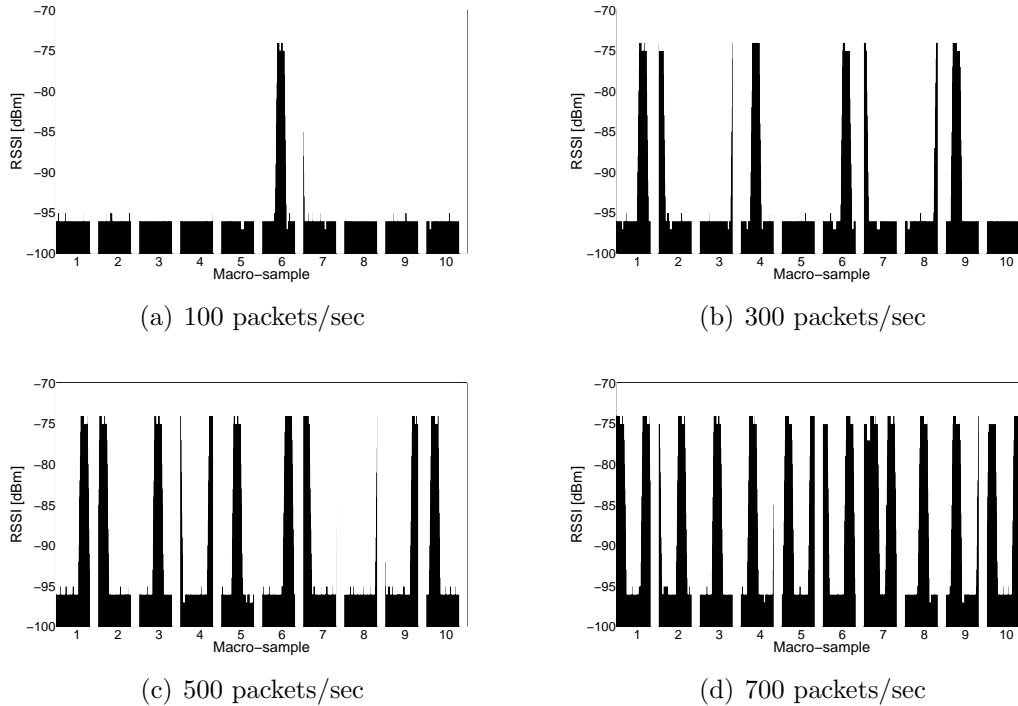 −70
−75
−80
−85
−90
−95
−100
RSSI [dBm]
1 2 3 4 5 6 7 8 9 10
Macro−sample
(a) 100 packets/sec
−70
−75
−80
−85
−90
−95
−100
RSSI [dBm]
1 2 3 4 5 6 7 8 9 10
Macro−sample
(b) 300 packets/sec
−70
−75
−80
−85
−90
−95
−100
RSSI [dBm]
1 2 3 4 5 6 7 8 9 10
Macro−sample
(c) 500 packets/sec
−70
−75
−80
−85
−90
−95
−100
RSSI [dBm]
1 2 3 4 5 6 7 8 9 10
Macro−sample
(d) 700 packets/sec